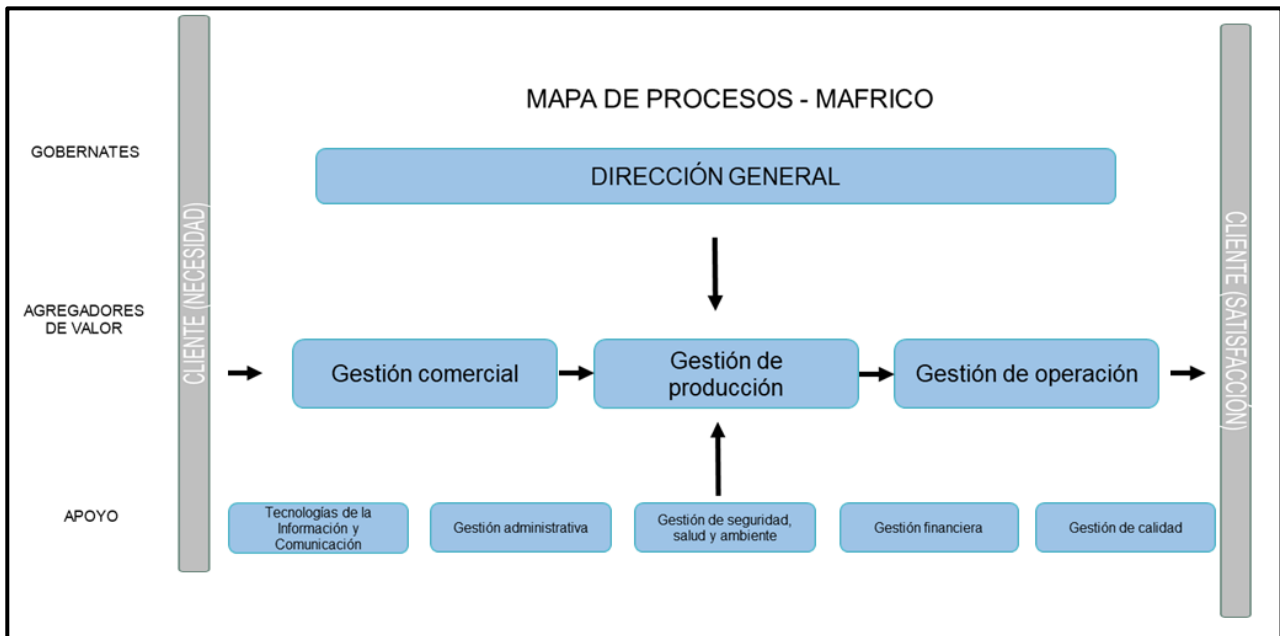 MAPA DE PROCESOS - MAFRICO
GOBERNATES
DIRECCIÓN GENERAL
CLIENTE (NECESIDAD)
CLIENTE (SATISFACCIÓN)
AGREGADORES
DE VALOR
Gestión comercial
Gestión de
producción
Gestión de operación
APOYO
Tecnologías de la
Información y
Comunicación
Gestión administrativa
Gestión de seguridad,
salud y ambiente
Gestión financiera
Gestión de calidad